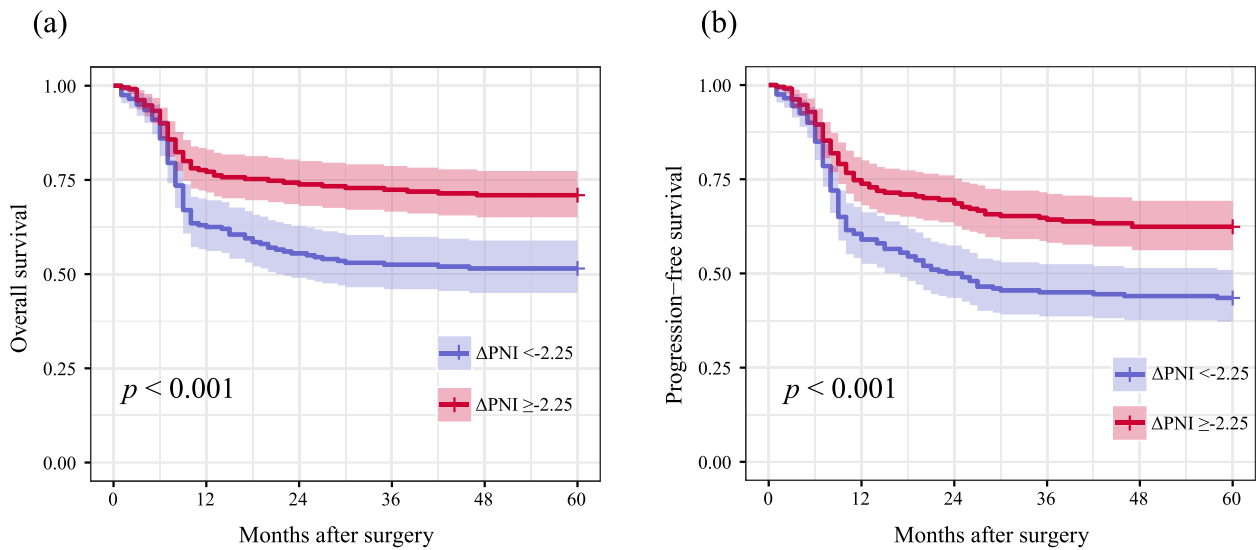 (a)
Overall survival
1.00
0.75
0.50
0.25
0.00
ΔPNI <-2.25
ΔPNI ≥-2.25
p < 0.001
0 12 24 36 48 60
Months after surgery
(b)
Progression−free survival
1.00
0.75
0.50
0.25
0.00
ΔPNI <-2.25
ΔPNI ≥-2.25
p < 0.001
0 12 24 36 48 60
Months after surgery